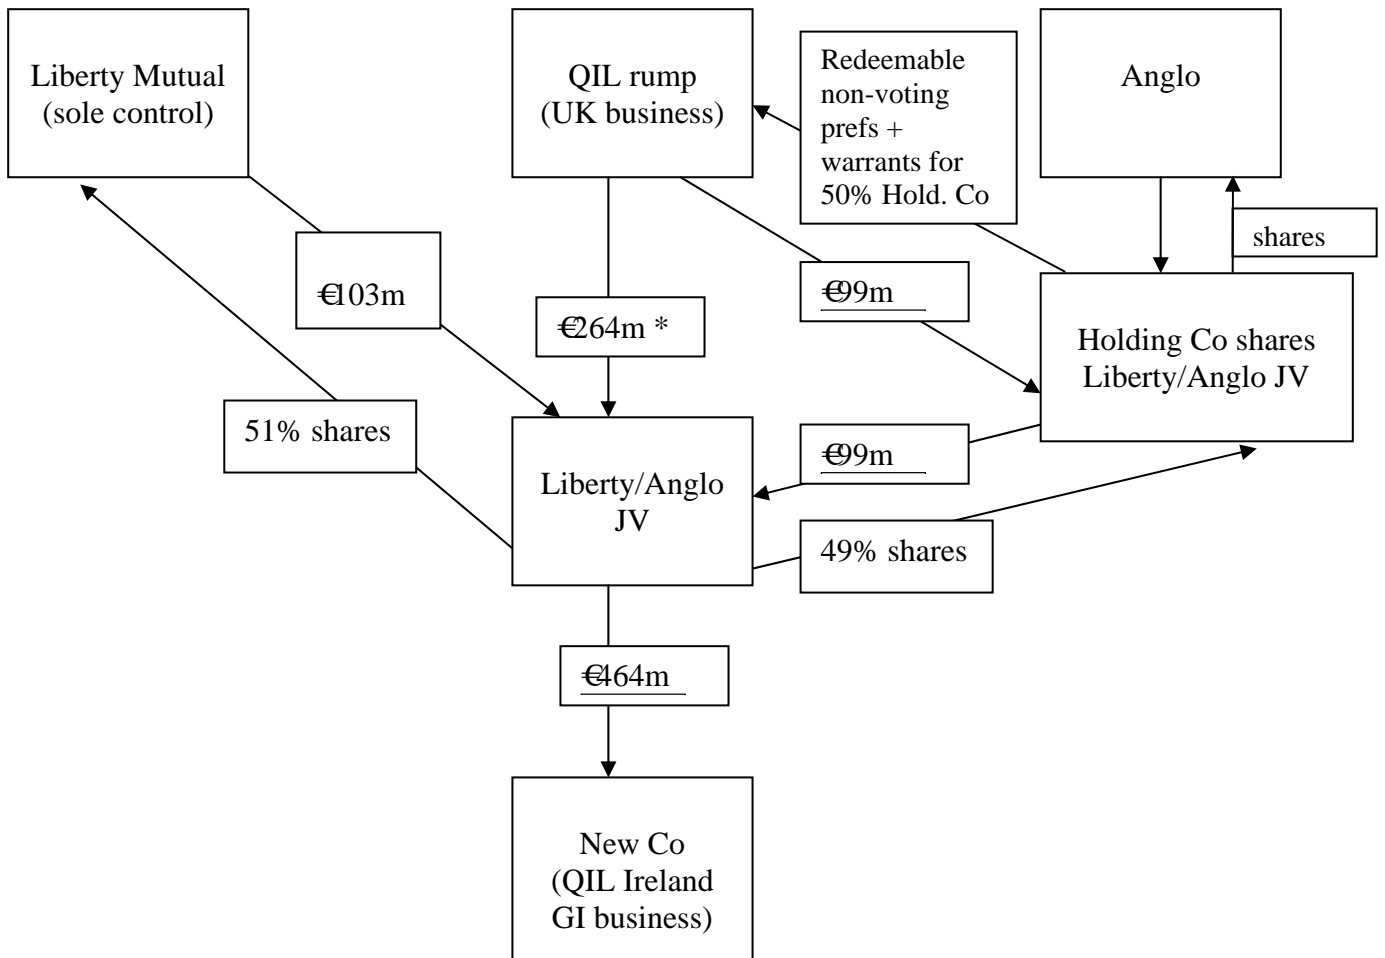 Liberty Mutual
(sole control)
QIL rump
(UK business)
Redeemable
non-voting
prefs +
warrants for
50% Hold. Co
Anglo
shares
€103m
€264m *
€99m
Holding Co shares
Liberty/Anglo JV
51% shares
€99m
Liberty/Anglo
JV
49% shares
€464m
New Co
(QIL Ireland
GI business)